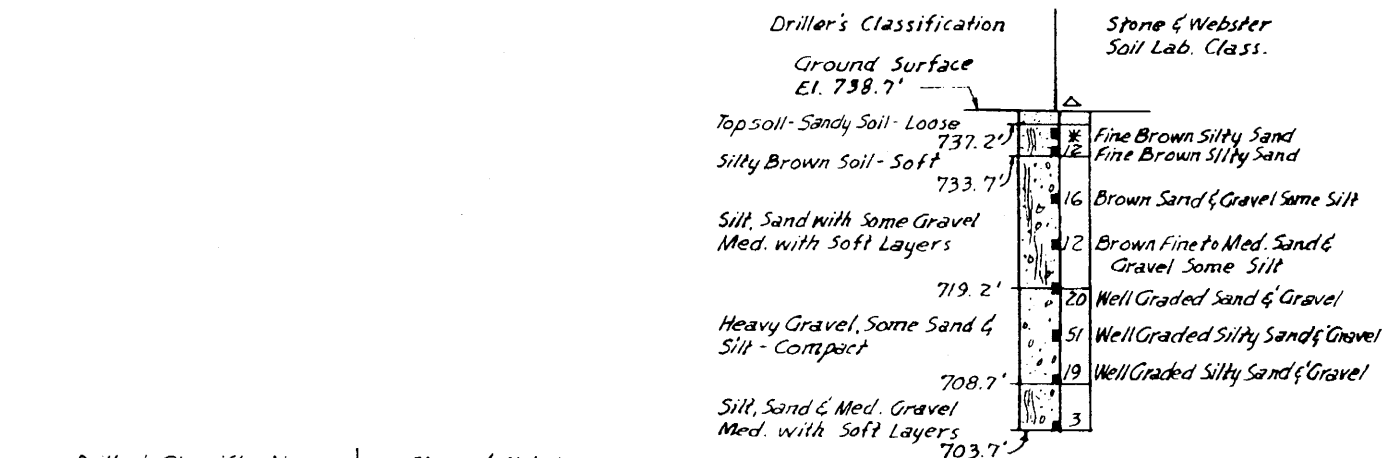 Driller's Classification
Stone & Webster
Soil Lab. Class.
Ground Surface
El. 738.7'
△
Topsoil - Sandy Soil - Loose
737.2'
* Fine Brown Silty Sand
12 Fine Brown Silty Sand
Silty Brown Soil - Soft
733.7'
16 Brown Sand & Gravel Some Silt
Silt, Sand with Some Gravel
Med. with Soft Layers
12 Brown Fine to Med. Sand &
Gravel Some Silt
719.2'
20 Well Graded Sand & Gravel
Heavy Gravel, Some Sand &
Silt - Compact
51 Well Graded Silty Sand & Gravel
19 Well Graded Silty Sand & Gravel
708.7'
Silt, Sand & Med. Gravel
Med. with Soft Layers
3
703.7'